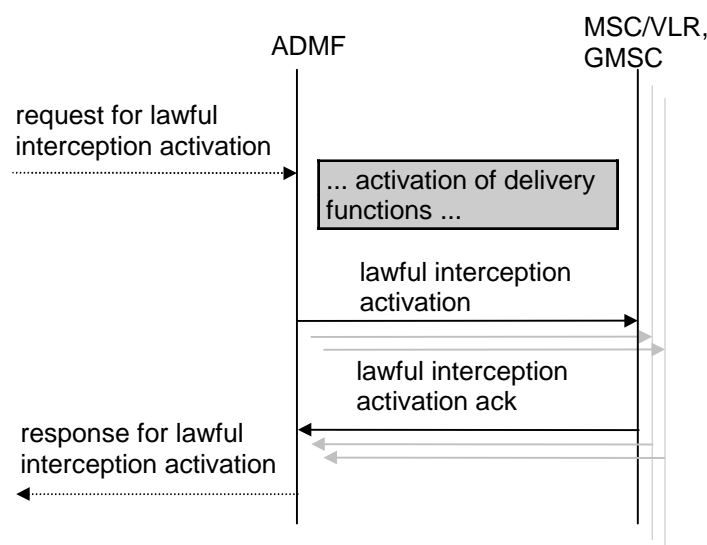 MSC/VLR,
GMSC
ADMF
request for lawful
interception activation
... activation of delivery
functions ...
lawful interception
activation
lawful interception
activation ack
response for lawful
interception activation